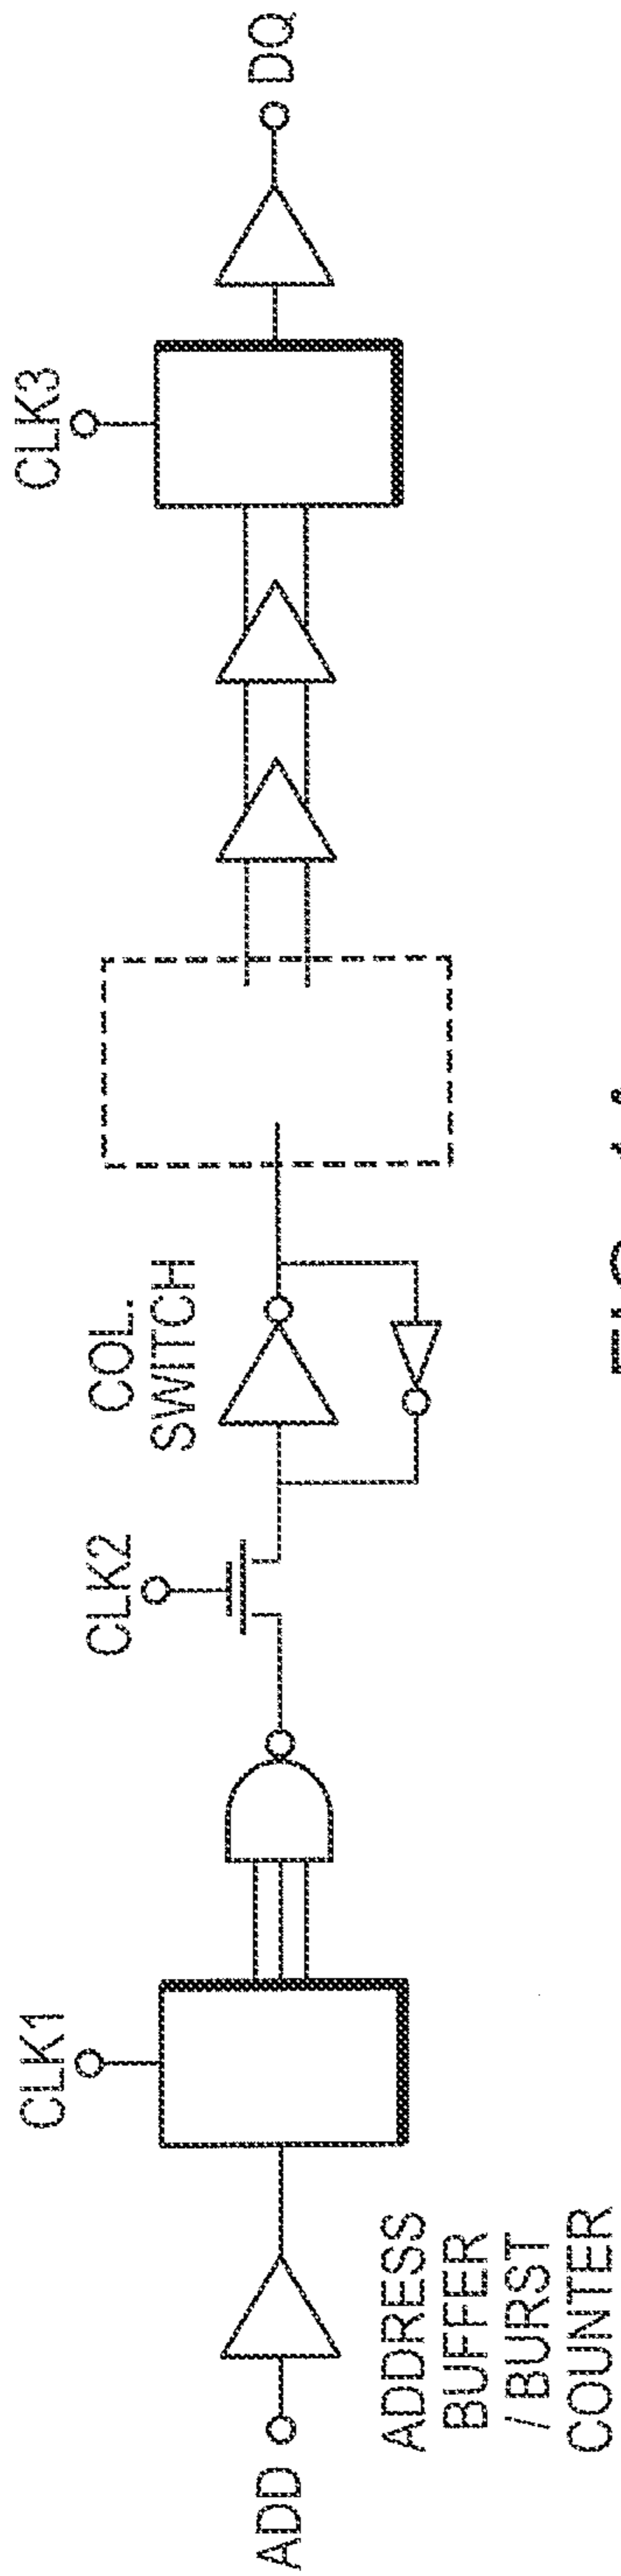 ADD
ADDRESS
BUFFER
/ BURST
COUNTER
CLK1
CLK2
COL.
SWITCH
CLK3
DQ